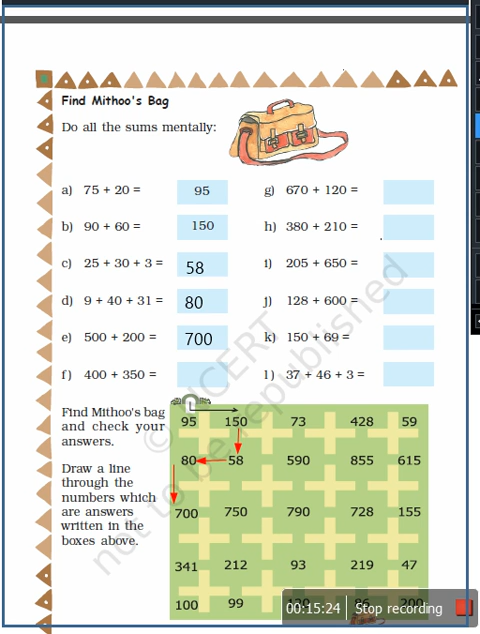 Find Mithoo's Bag
Do all the sums mentally:
a) 75 + 20 = 95
g) 670 + 120 =
b) 90 + 60 = 150
h) 380 + 210 =
c) 25 + 30 + 3 = 58
i) 205 + 650 =
d) 9 + 40 + 31 = 80
j) 128 + 600 =
e) 500 + 200 = 700
k) 150 + 69 =
f) 400 + 350 =
l) 37 + 46 + 3 =
Find Mithoo's bag
and check your
answers.
Draw a line
through the
numbers which
are answers
written in the
boxes above.
95 150 73 428 59
80 58 590 855 615
700 750 790 728 155
341 212 93 219 47
100 99 86 200
© NCERT
not to be republished
00:15:24 Stop recording